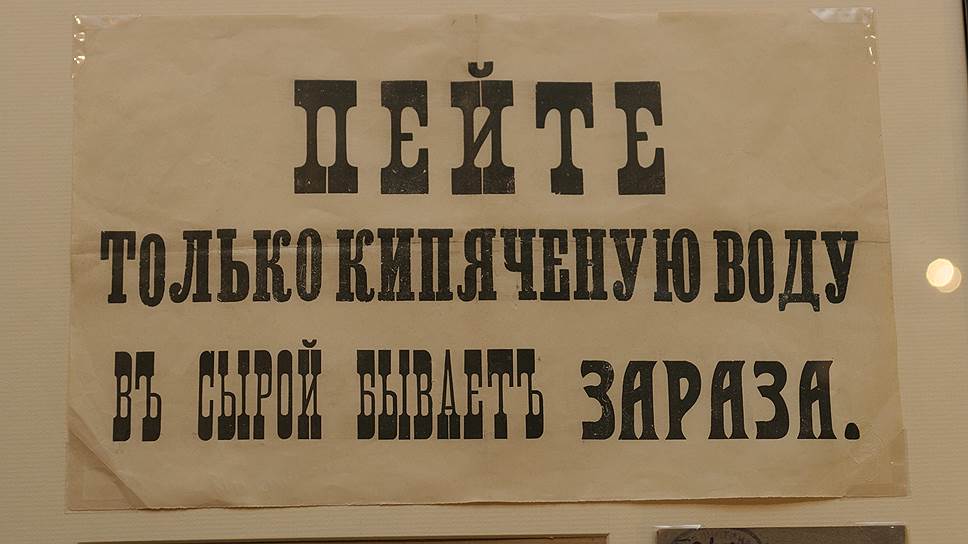 ПЕЙТЕ
ТОЛЬКО КИПЯЧЕНУЮ ВОДУ
ВЪ СЫРОЙ БЫВАЕТЪ ЗАРАЗА.